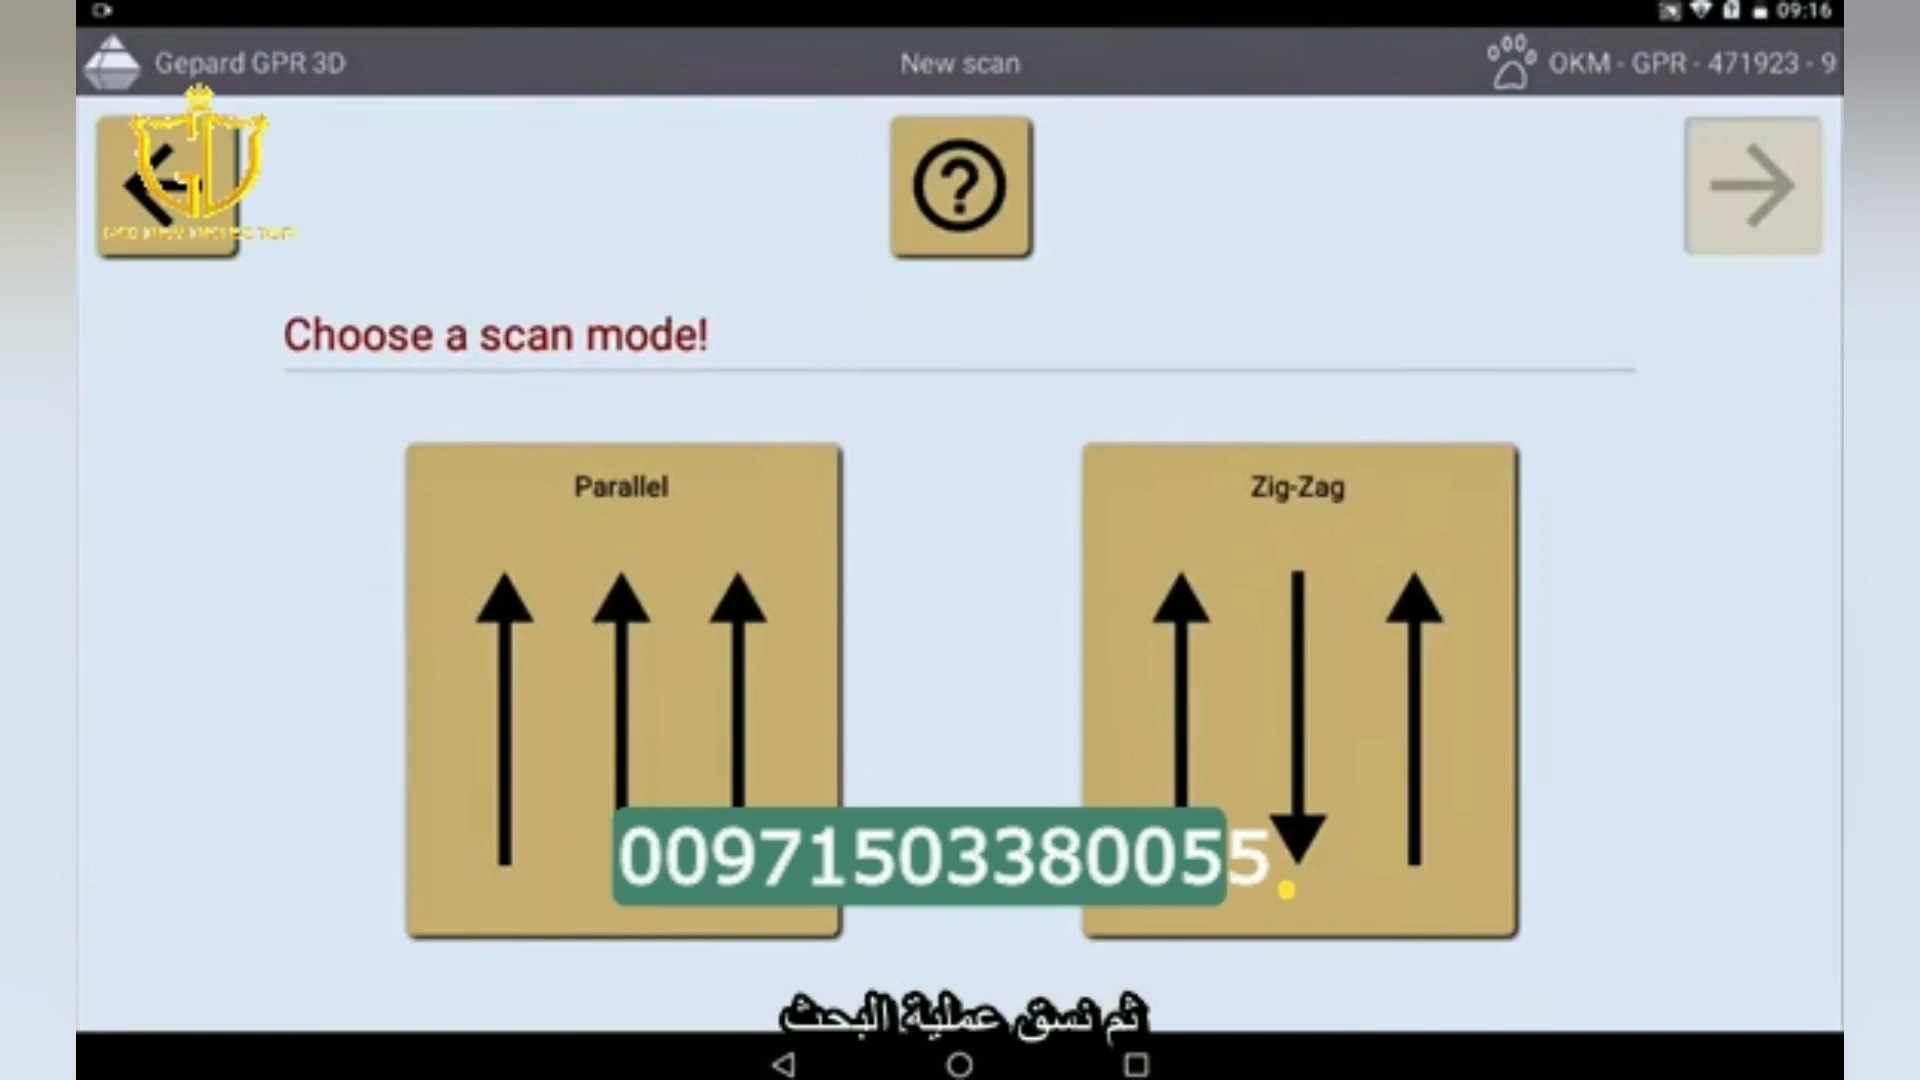 09:16
Gepard GPR 3D
New scan
OKM - GPR - 471923 - 9
Choose a scan mode!
Parallel
Zig-Zag
00971503380055.
ثم نسق عملية البحث